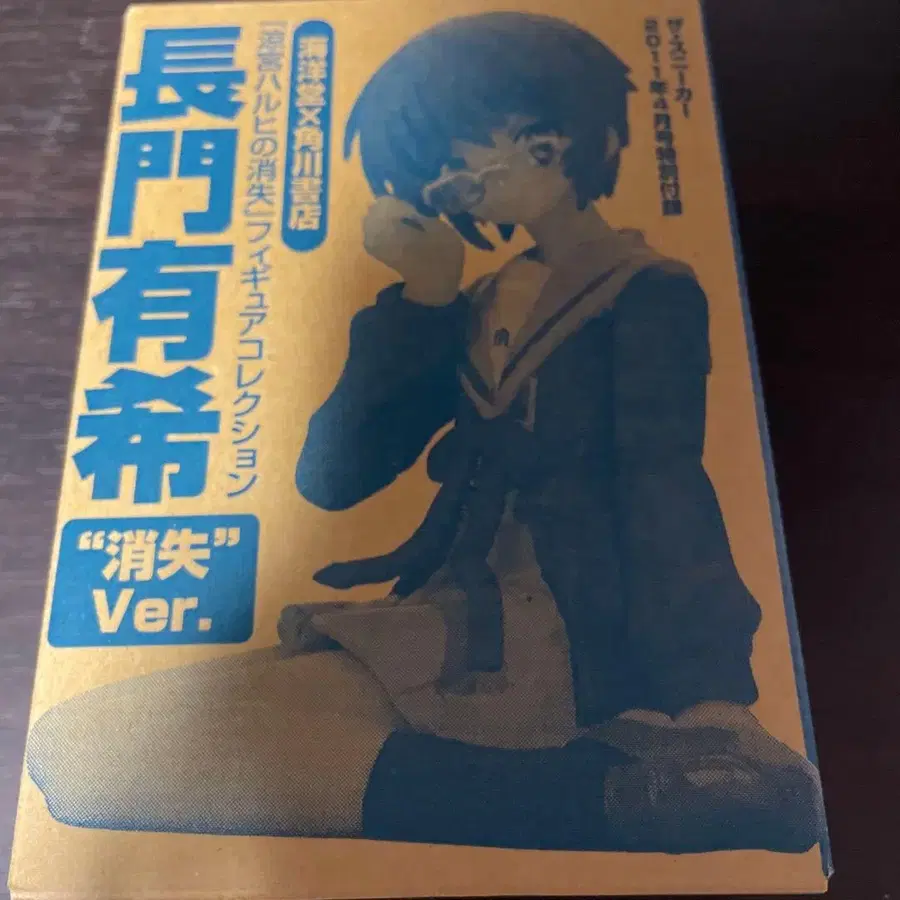 ザ・スニーカー
2011年4月号特別付録
海洋堂×角川書店
『涼宮ハルヒの消失』フィギュアコレクション
長門有希
“消失”
Ver.